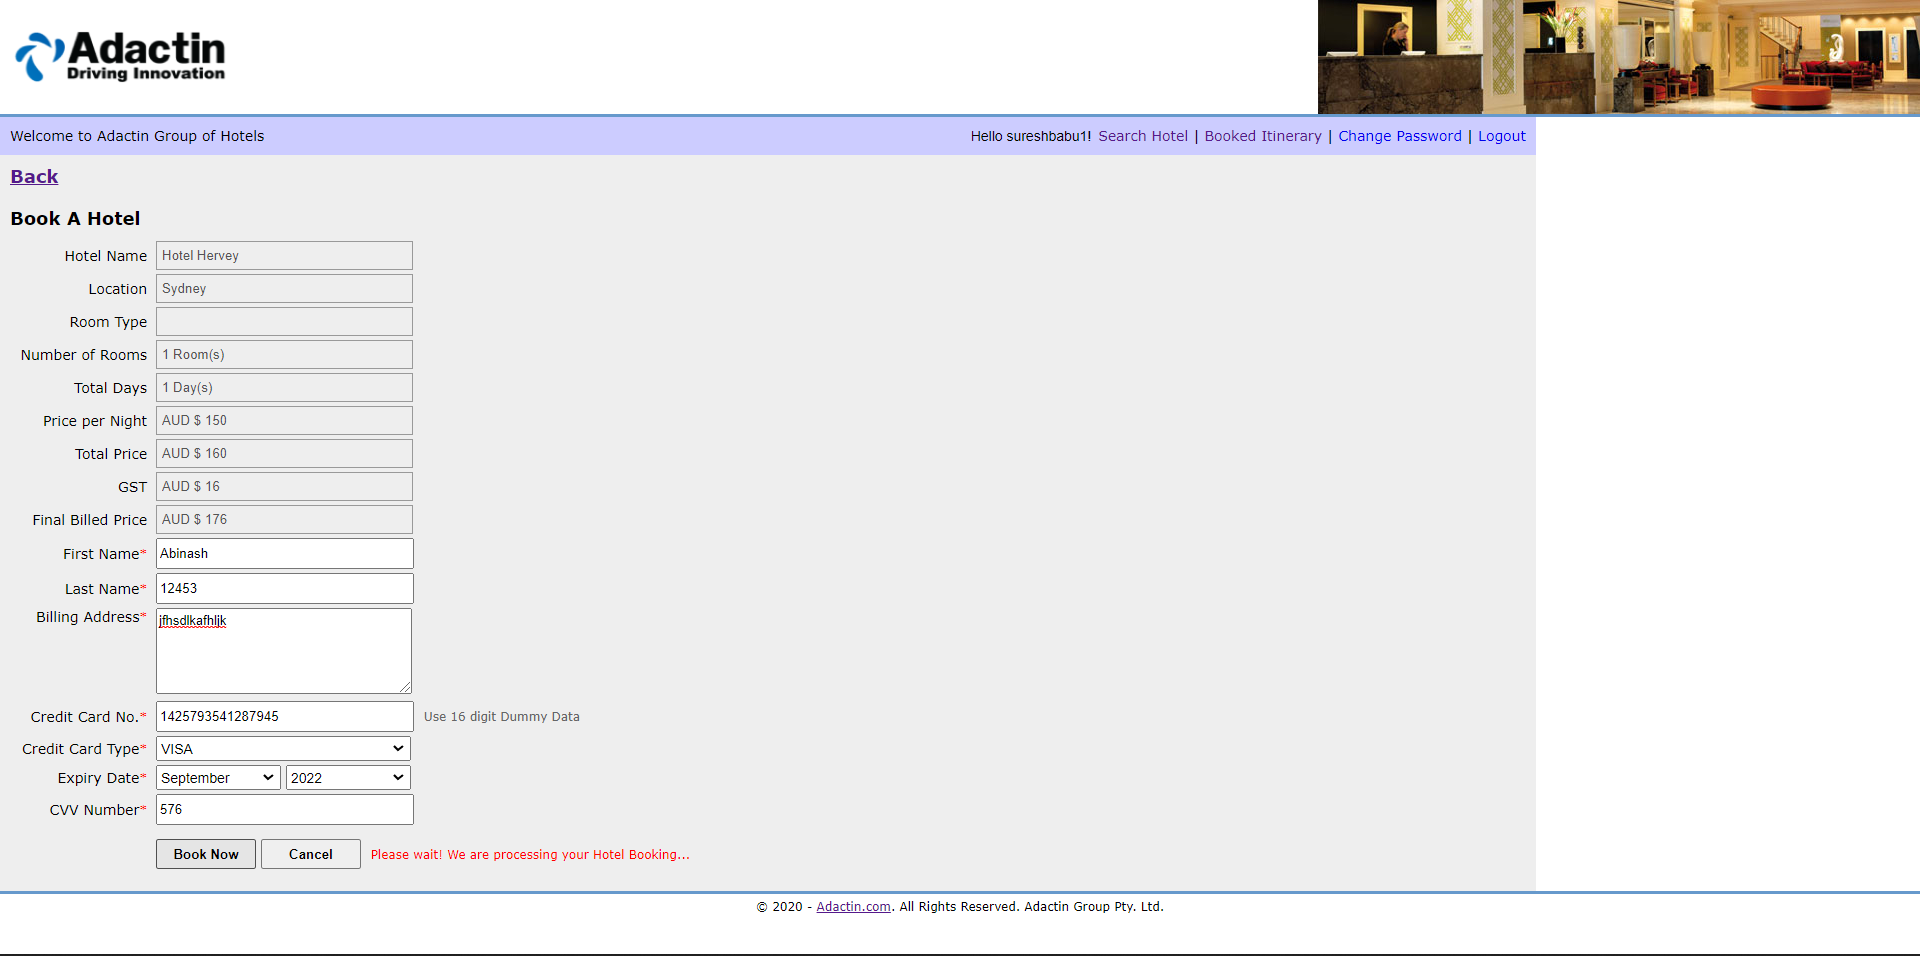 Adactin
Driving Innovation
Welcome to Adactin Group of Hotels
Hello sureshbabu1! Search Hotel | Booked Itinerary | Change Password | Logout
Back
Book A Hotel
Hotel Name Hotel Hervey
Location Sydney
Room Type
Number of Rooms 1 Room(s)
Total Days 1 Day(s)
Price per Night AUD $ 150
Total Price AUD $ 160
GST AUD $ 16
Final Billed Price AUD $ 176
First Name* Abinash
Last Name* 12453
Billing Address* jfhsdlkafhljk
Credit Card No.* 1425793541287945 Use 16 digit Dummy Data
Credit Card Type* VISA
Expiry Date* September 2022
CVV Number* 576
Book Now Cancel Please wait! We are processing your Hotel Booking...
© 2020 - Adactin.com. All Rights Reserved. Adactin Group Pty. Ltd.